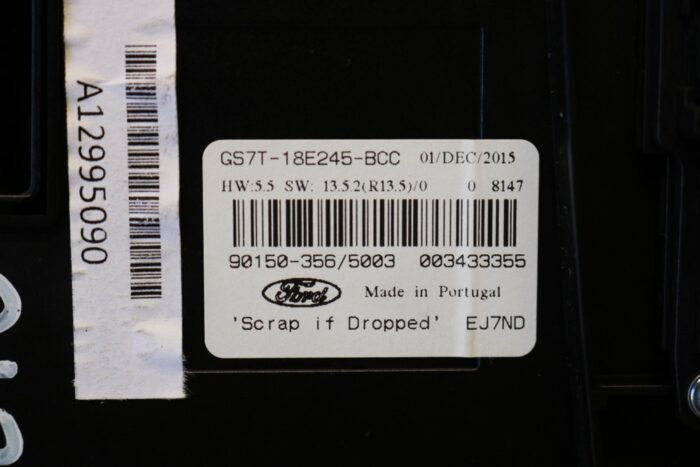 A12995090
GS7T-18E245-BCC 01/DEC/2015
HW:5.5 SW: 13.5.2(R13.5)/0 0 8147
90150-356/5003 003433355
Ford Made in Portugal
'Scrap if Dropped' EJ7ND